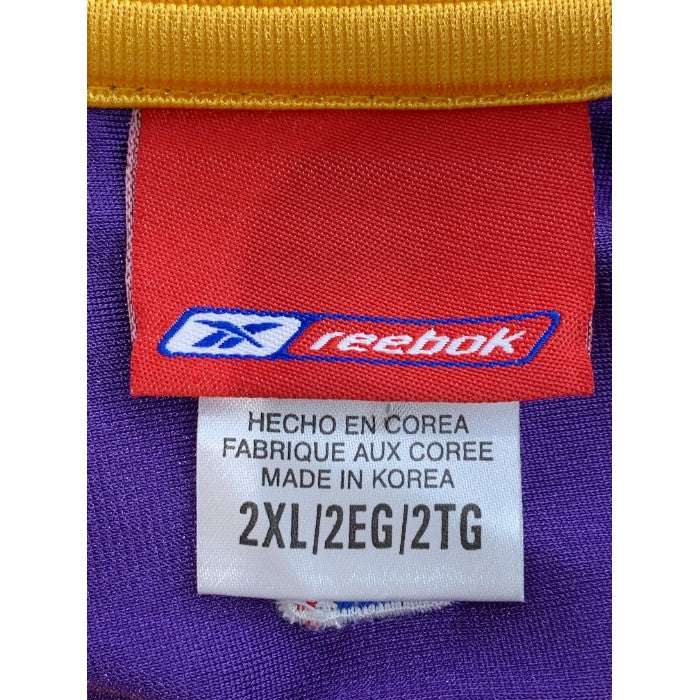 reebok
HECHO EN COREA
FABRIQUE AUX COREE
MADE IN KOREA
2XL/2EG/2TG